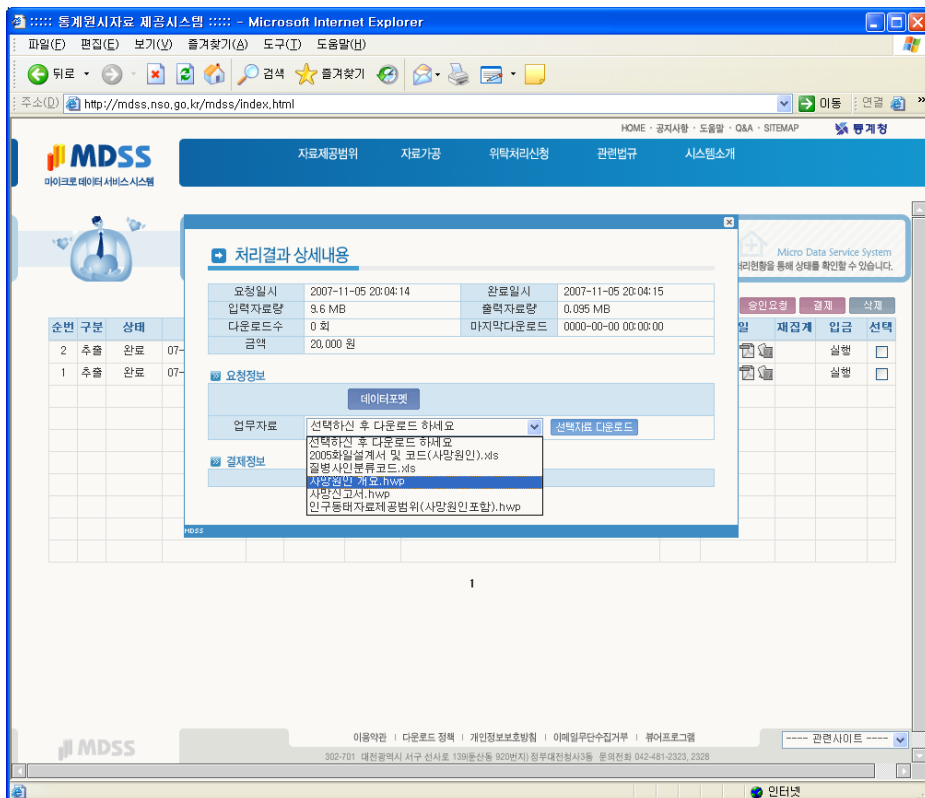 ::::: 통계원시자료 제공시스템 ::::: - Microsoft Internet Explorer
파일(F) 편집(E) 보기(V) 즐겨찾기(A) 도구(T) 도움말(H)
뒤로 검색 즐겨찾기
주소(D) http://mdss.nso.go.kr/mdss/index.html 이동 연결 »
HOME · 공지사항 · 도움말 · Q&A · SITEMAP 통계청
MDSS
마이크로 데이터 서비스 시스템
자료제공범위 자료가공 위탁처리신청 관련법규 시스템소개
Micro Data Service System
처리현황을 통해 상태를 확인할 수 있습니다.
처리결과 상세내용
요청일시 2007-11-05 20:04:14 완료일시 2007-11-05 20:04:15
입력자료량 9.6 MB 출력자료량 0.095 MB
다운로드수 0 회 마지막다운로드 0000-00-00 00:00:00
금액 20,000 원
승인요청 결제 삭제
순번 구분 상태 일 재집계 입금 선택
2 추출 완료 07- 실행
1 추출 완료 07- 실행
요청정보
데이터포멧
업무자료 선택하신 후 다운로드 하세요 선택자료 다운로드
선택하신 후 다운로드 하세요
2005화일설계서 및 코드(사망원인).xls
질병사인분류코드.xls
사망원인 개요.hwp
사망신고서.hwp
인구동태자료제공범위(사망원인포함).hwp
결제정보
MDSS
1
MDSS
이용약관 | 다운로드 정책 | 개인정보보호방침 | 이메일무단수집거부 | 뷰어프로그램
302-701 대전광역시 서구 선사로 139(둔산동 920번지) 정부대전청사3동 문의전화 042-481-2323, 2328
---- 관련사이트 ----
인터넷